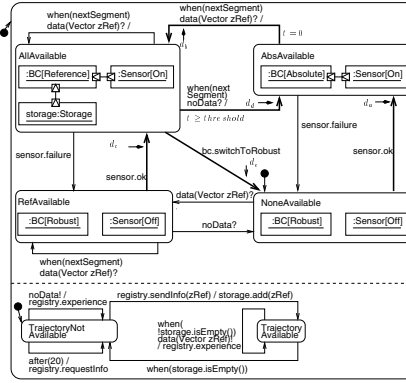 when(nextSegment)
data(Vector zRef)? /
when(nextSegment)
data(Vector zRef)? /
t = 0
AllAvailable
AbsAvailable
:BC[Reference]
:Sensor[On]
storage:Storage
when(next
Segment)
noData? /
t ≥ threshold
:BC[Absolute]
:Sensor[On]
sensor.failure
sensor.ok
bc.switchToRobust
sensor.failure
sensor.ok
RefAvailable
data(Vector zRef)?
NoneAvailable
:BC[Robust]
:Sensor[Off]
noData?
:BC[Robust]
:Sensor[Off]
when(nextSegment)
data(Vector zRef)?
noData! /
registry.experience
registry.sendInfo(zRef) / storage.add(zRef)
TrajectoryNot
Available
when(
!storage.isEmpty())
data(Vector zRef)!
/ registry.experience
Trajectory
Available
after(20) /
registry.requestInfo
when(storage.isEmpty())